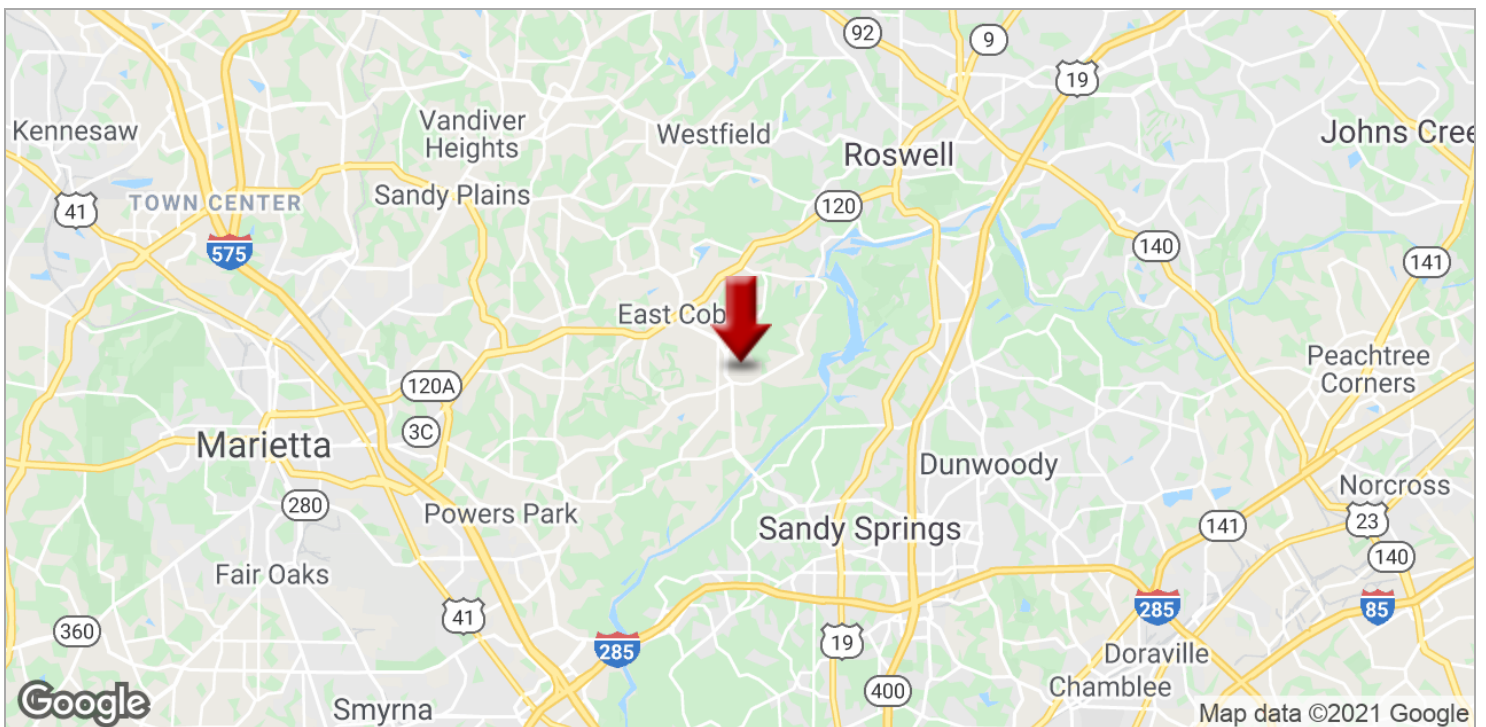 92
9
19
Kennesaw
Vandiver
Heights
Westfield
Johns Cree
Roswell
41
TOWN CENTER
Sandy Plains
120
575
140
141
East Cob
Peachtree
Corners
120A
3C
Marietta
Dunwoody
280
Powers Park
Norcross
Sandy Springs
141
23
140
Fair Oaks
41
285
85
360
285
19
Doraville
400
Chamblee
Google
Smyrna
Map data ©2021 Google